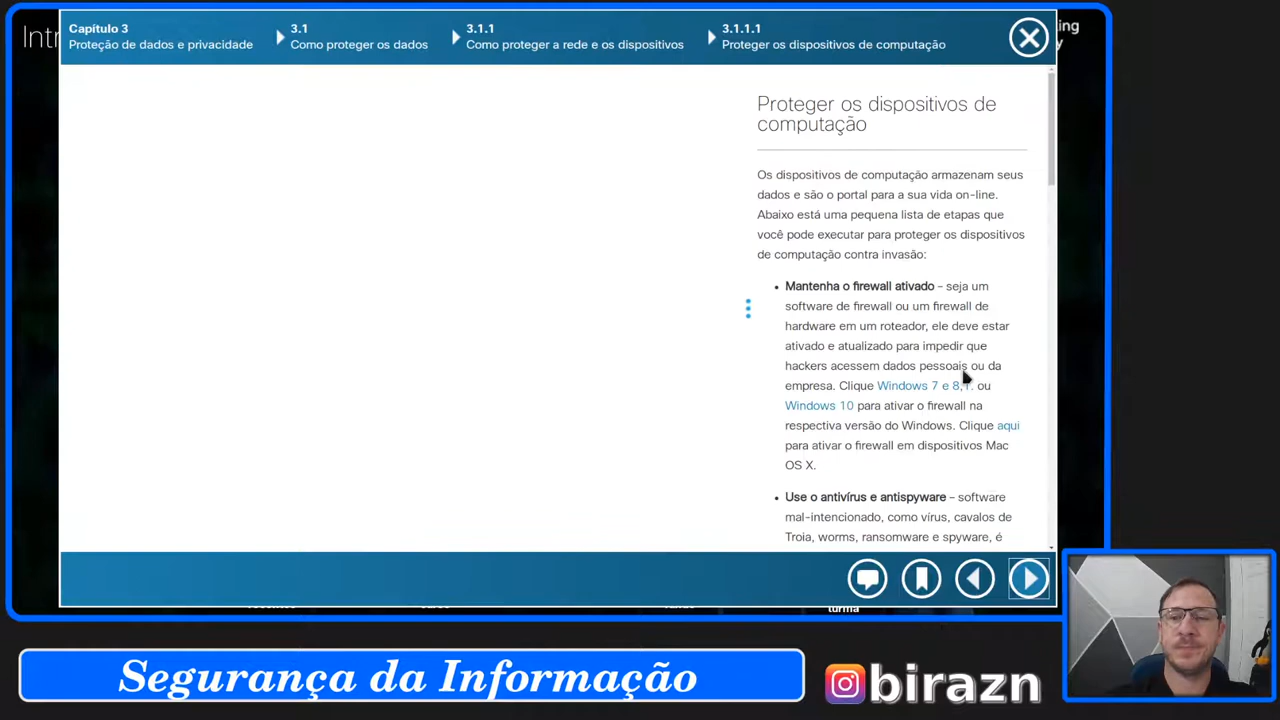 Intr
king
y
Capítulo 3
Proteção de dados e privacidade
3.1
Como proteger os dados
3.1.1
Como proteger a rede e os dispositivos
3.1.1.1
Proteger os dispositivos de computação
Proteger os dispositivos de
computação
Os dispositivos de computação armazenam seus
dados e são o portal para a sua vida on-line.
Abaixo está uma pequena lista de etapas que
você pode executar para proteger os dispositivos
de computação contra invasão:
• Mantenha o firewall ativado – seja um
software de firewall ou um firewall de
hardware em um roteador, ele deve estar
ativado e atualizado para impedir que
hackers acessem dados pessoais ou da
empresa. Clique Windows 7 e 8,1. ou
Windows 10 para ativar o firewall na
respectiva versão do Windows. Clique aqui
para ativar o firewall em dispositivos Mac
OS X.
• Use o antivírus e antispyware – software
mal-intencionado, como vírus, cavalos de
Troia, worms, ransomware e spyware, é
turma
Segurança da Informação
birazn